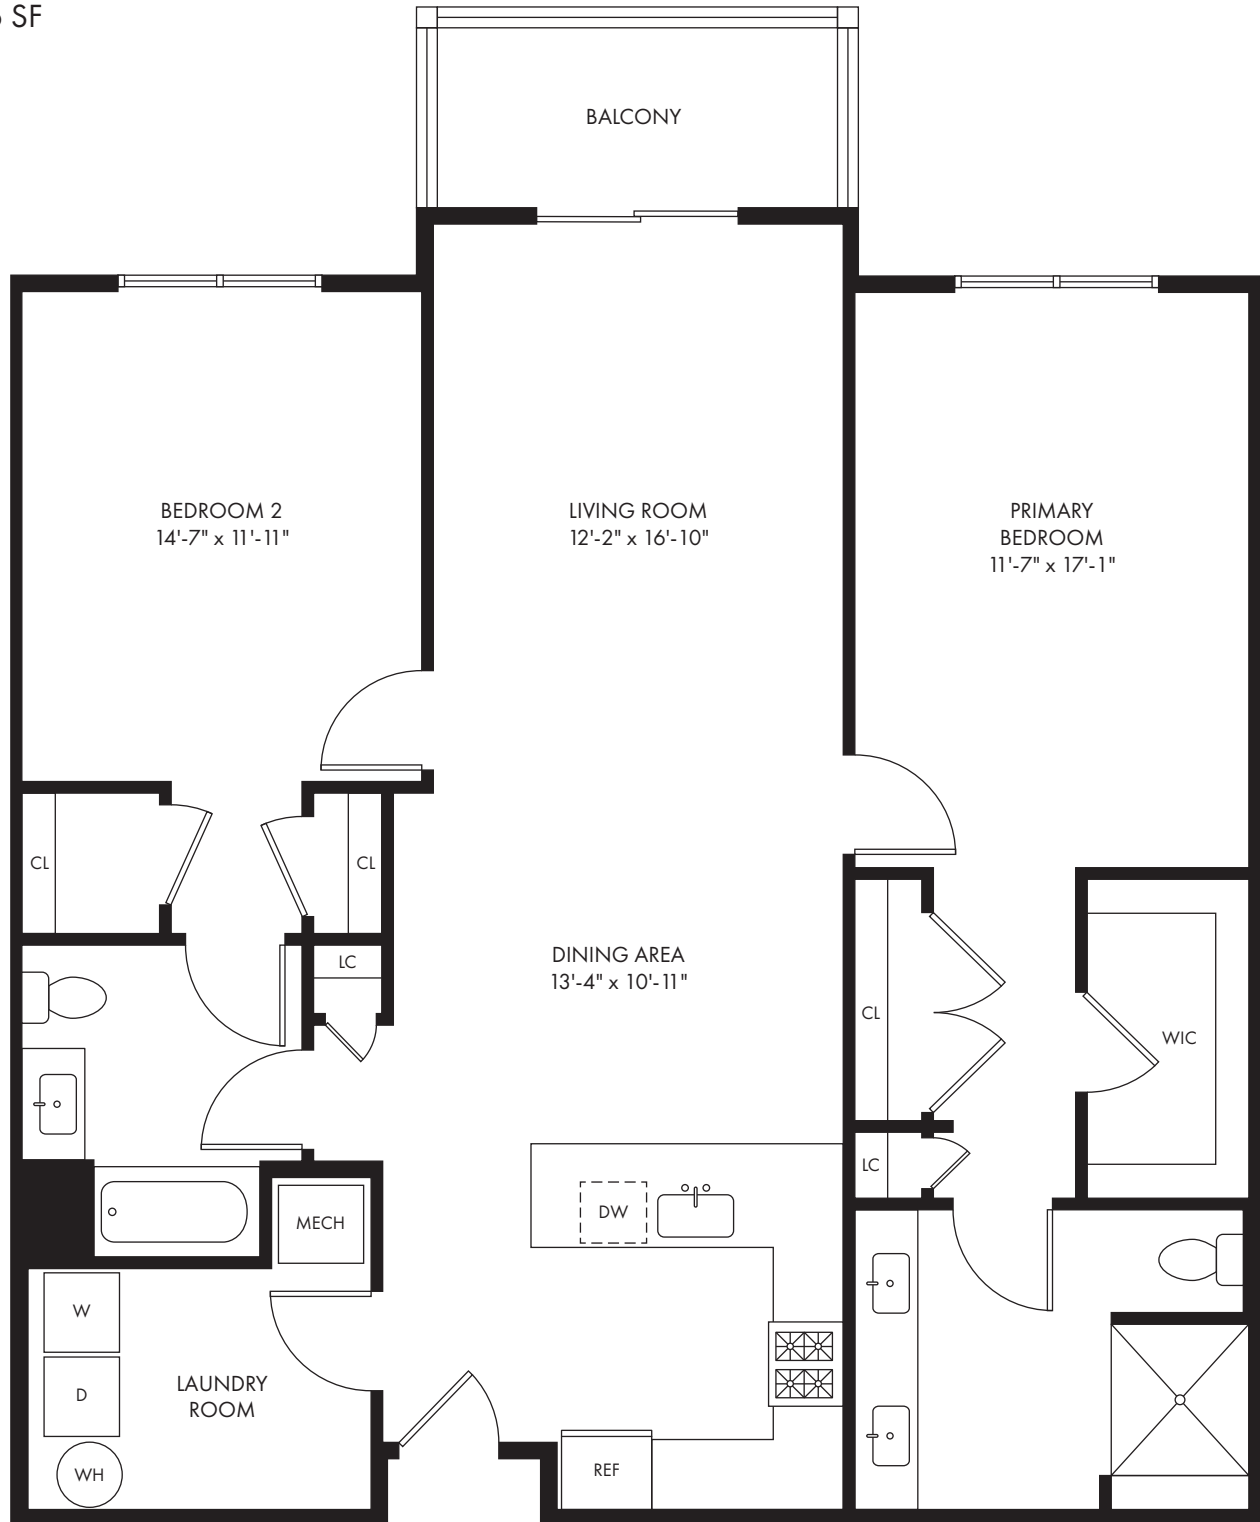 SF
BALCONY
BEDROOM 2
14'-7" x 11'-11"
LIVING ROOM
12'-2" x 16'-10"
PRIMARY
BEDROOM
11'-7" x 17'-1"
CL
CL
LC
DINING AREA
13'-4" x 10'-11"
CL
WIC
LC
MECH
DW
W
D
WH
LAUNDRY
ROOM
REF